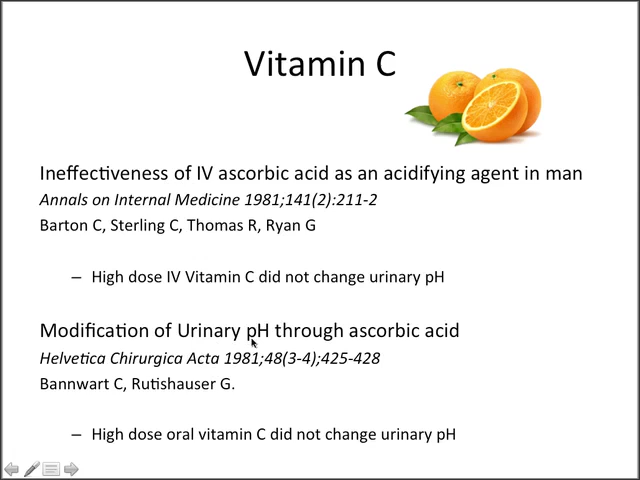 Vitamin C
Ineffectiveness of IV ascorbic acid as an acidifying agent in man
Annals on Internal Medicine 1981;141(2):211-2
Barton C, Sterling C, Thomas R, Ryan G
– High dose IV Vitamin C did not change urinary pH
Modification of Urinary pH through ascorbic acid
Helvetica Chirurgica Acta 1981;48(3-4);425-428
Bannwart C, Rutishauser G.
– High dose oral vitamin C did not change urinary pH